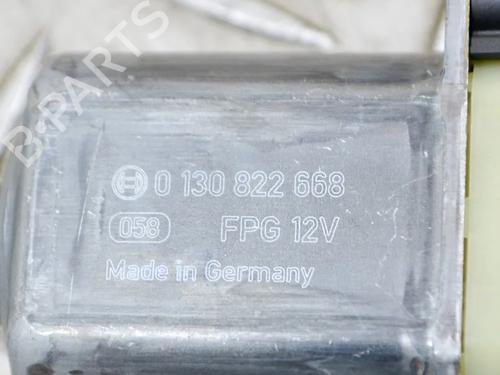 B-PARTS
0 130 822 668
058 FPG 12V
Made in Germany